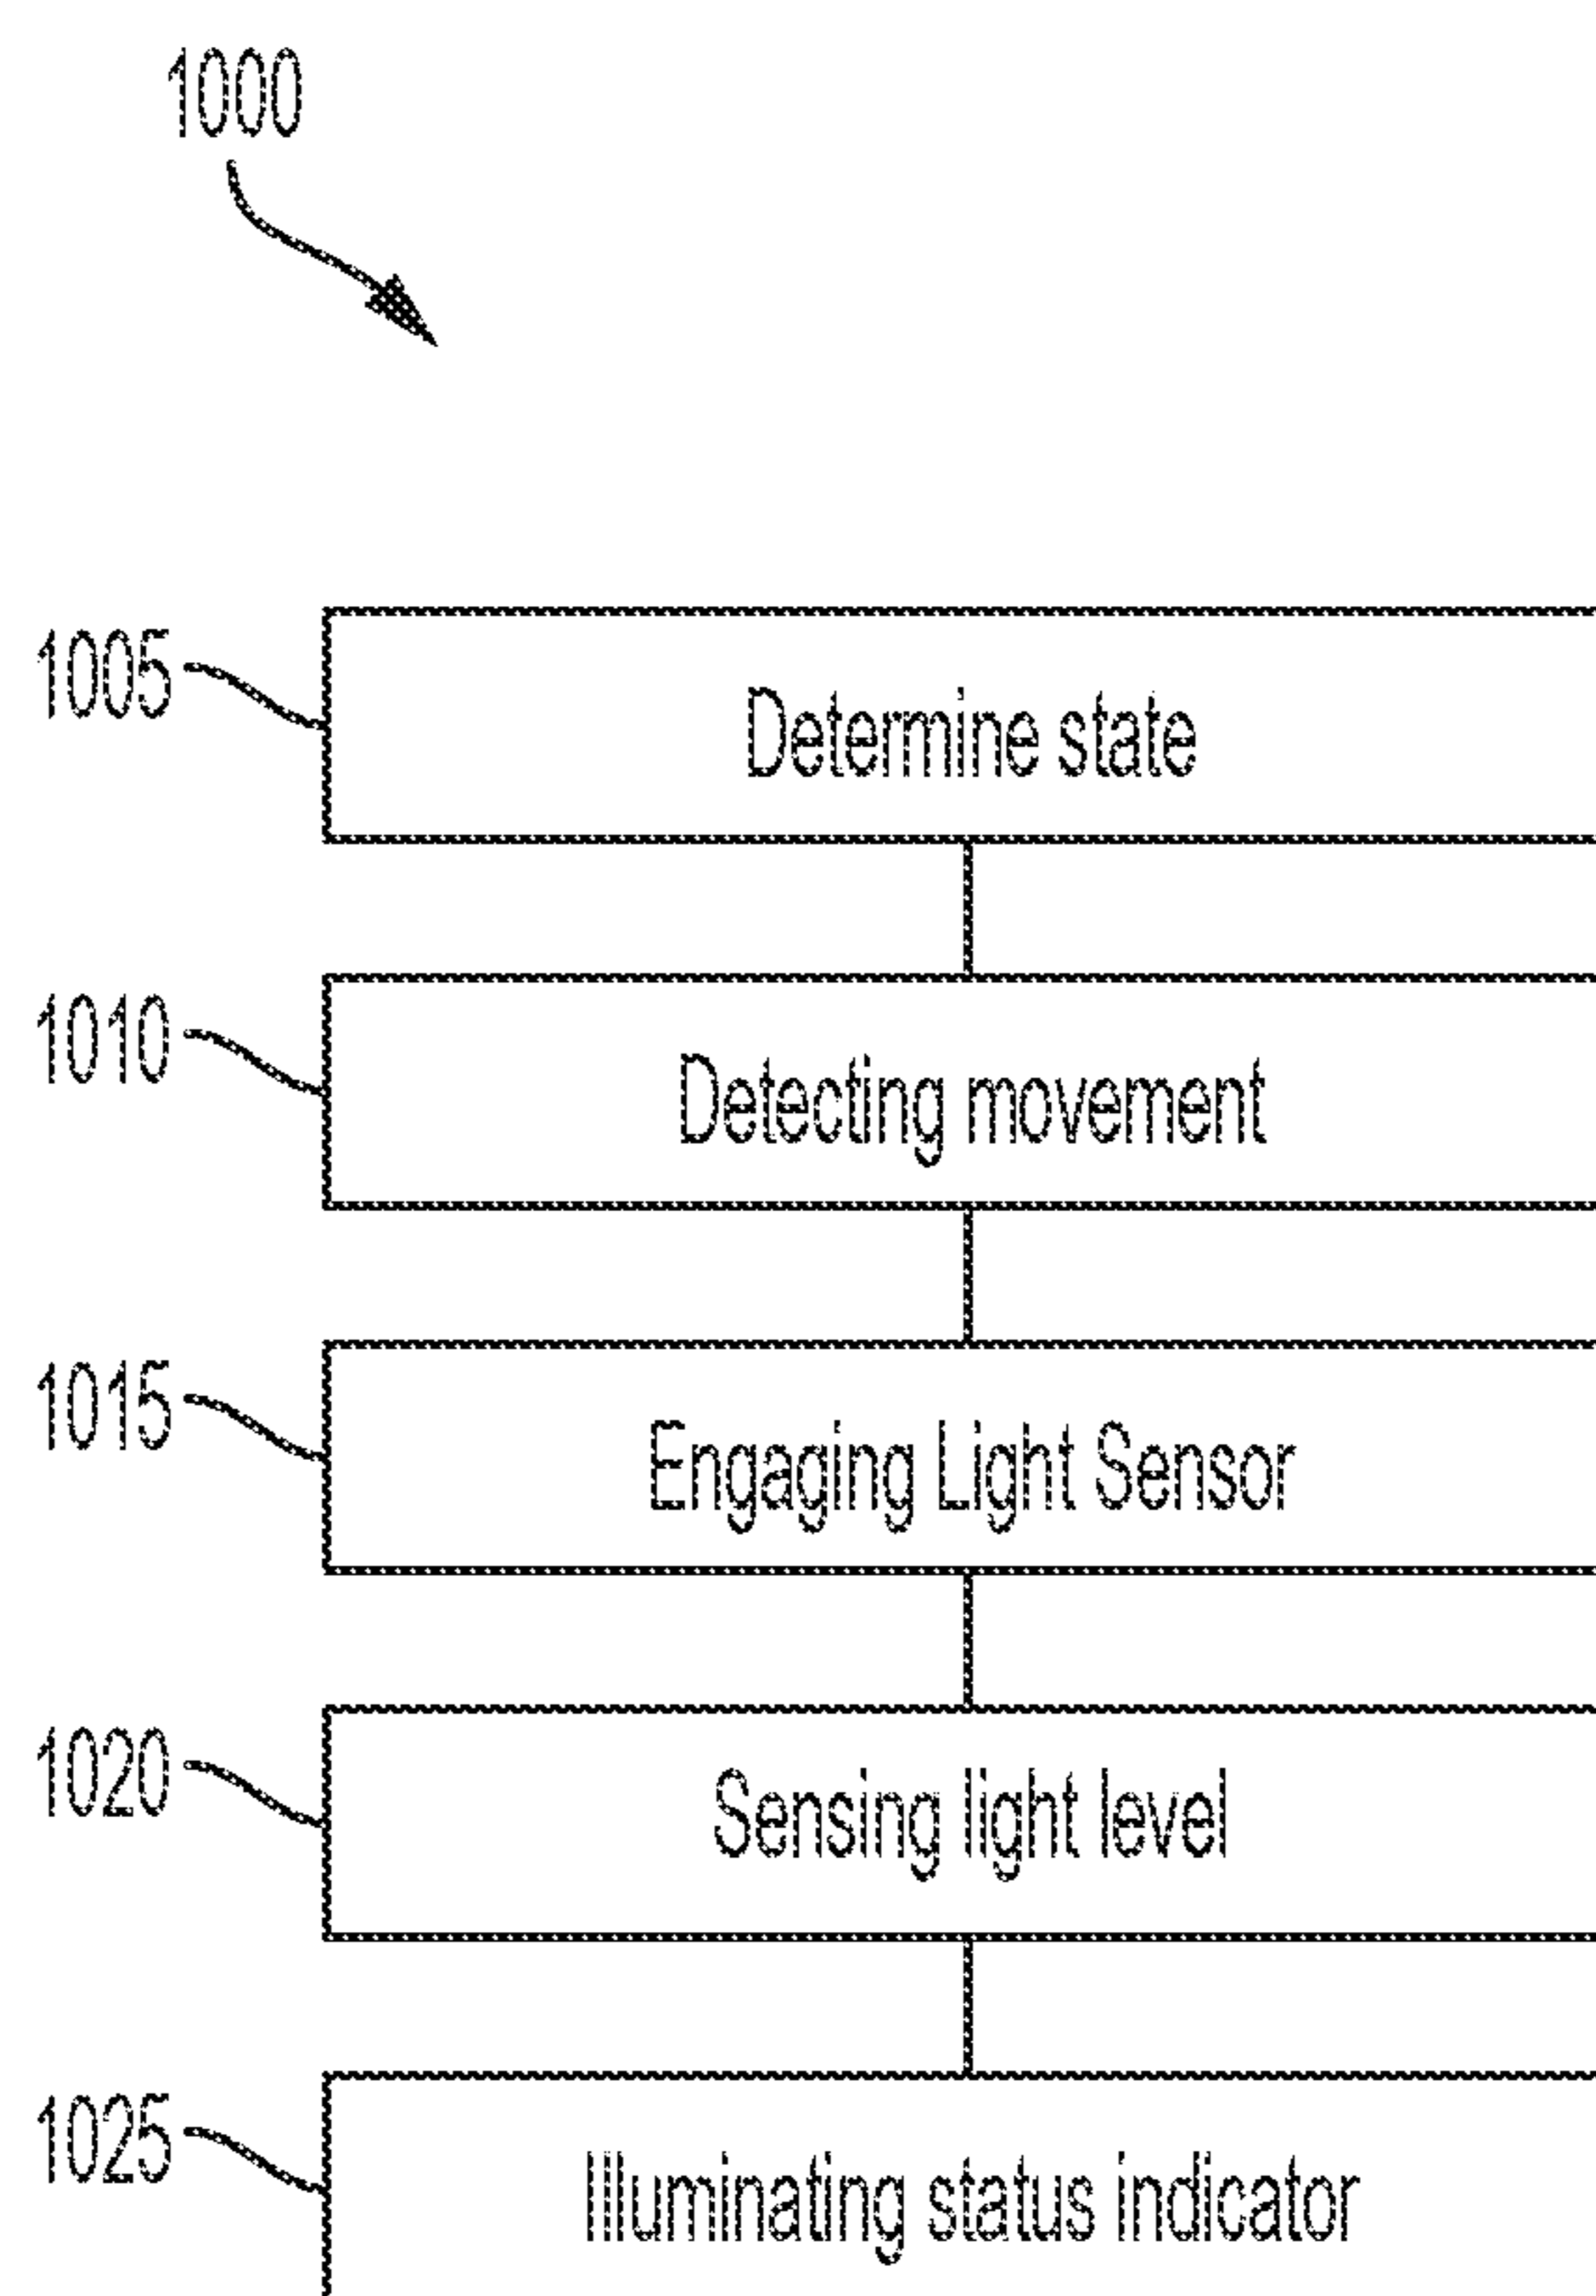 1000
1005 Determine state
1010 Detecting movement
1015 Engaging Light Sensor
1020 Sensing light level
1025 Illuminating status indicator